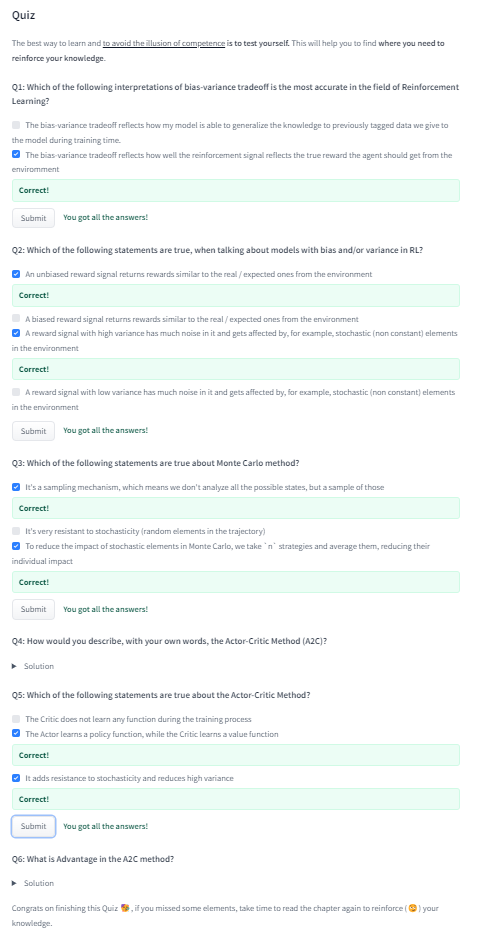 Quiz
The best way to learn and to avoid the illusion of competence is to test yourself. This will help you to find where you need to
reinforce your knowledge.
Q1: Which of the following interpretations of bias-variance tradeoff is the most accurate in the field of Reinforcement
Learning?
The bias-variance tradeoff reflects how my model is able to generalize the knowledge to previously tagged data we give to
the model during training time.
The bias-variance tradeoff reflects how well the reinforcement signal reflects the true reward the agent should get from the
enviromment
Correct!
Submit You got all the answers!
Q2: Which of the following statements are true, when talking about models with bias and/or variance in RL?
An unbiased reward signal returns rewards similar to the real / expected ones from the environment
Correct!
A biased reward signal returns rewards similar to the real / expected ones from the environment
A reward signal with high variance has much noise in it and gets affected by, for example, stochastic (non constant) elements
in the environment
Correct!
A reward signal with low variance has much noise in it and gets affected by, for example, stochastic (non constant) elements
in the environment
Submit You got all the answers!
Q3: Which of the following statements are true about Monte Carlo method?
It's a sampling mechanism, which means we don't analyze all the possible states, but a sample of those
Correct!
It's very resistant to stochasticity (random elements in the trajectory)
To reduce the impact of stochastic elements in Monte Carlo, we take `n` strategies and average them, reducing their
individual impact
Correct!
Submit You got all the answers!
Q4: How would you describe, with your own words, the Actor-Critic Method (A2C)?
Solution
Q5: Which of the following statements are true about the Actor-Critic Method?
The Critic does not learn any function during the training process
The Actor learns a policy function, while the Critic learns a value function
Correct!
It adds resistance to stochasticity and reduces high variance
Correct!
Submit You got all the answers!
Q6: What is Advantage in the A2C method?
Solution
Congrats on finishing this Quiz 🥳, if you missed some elements, take time to read the chapter again to reinforce (😏) your
knowledge.